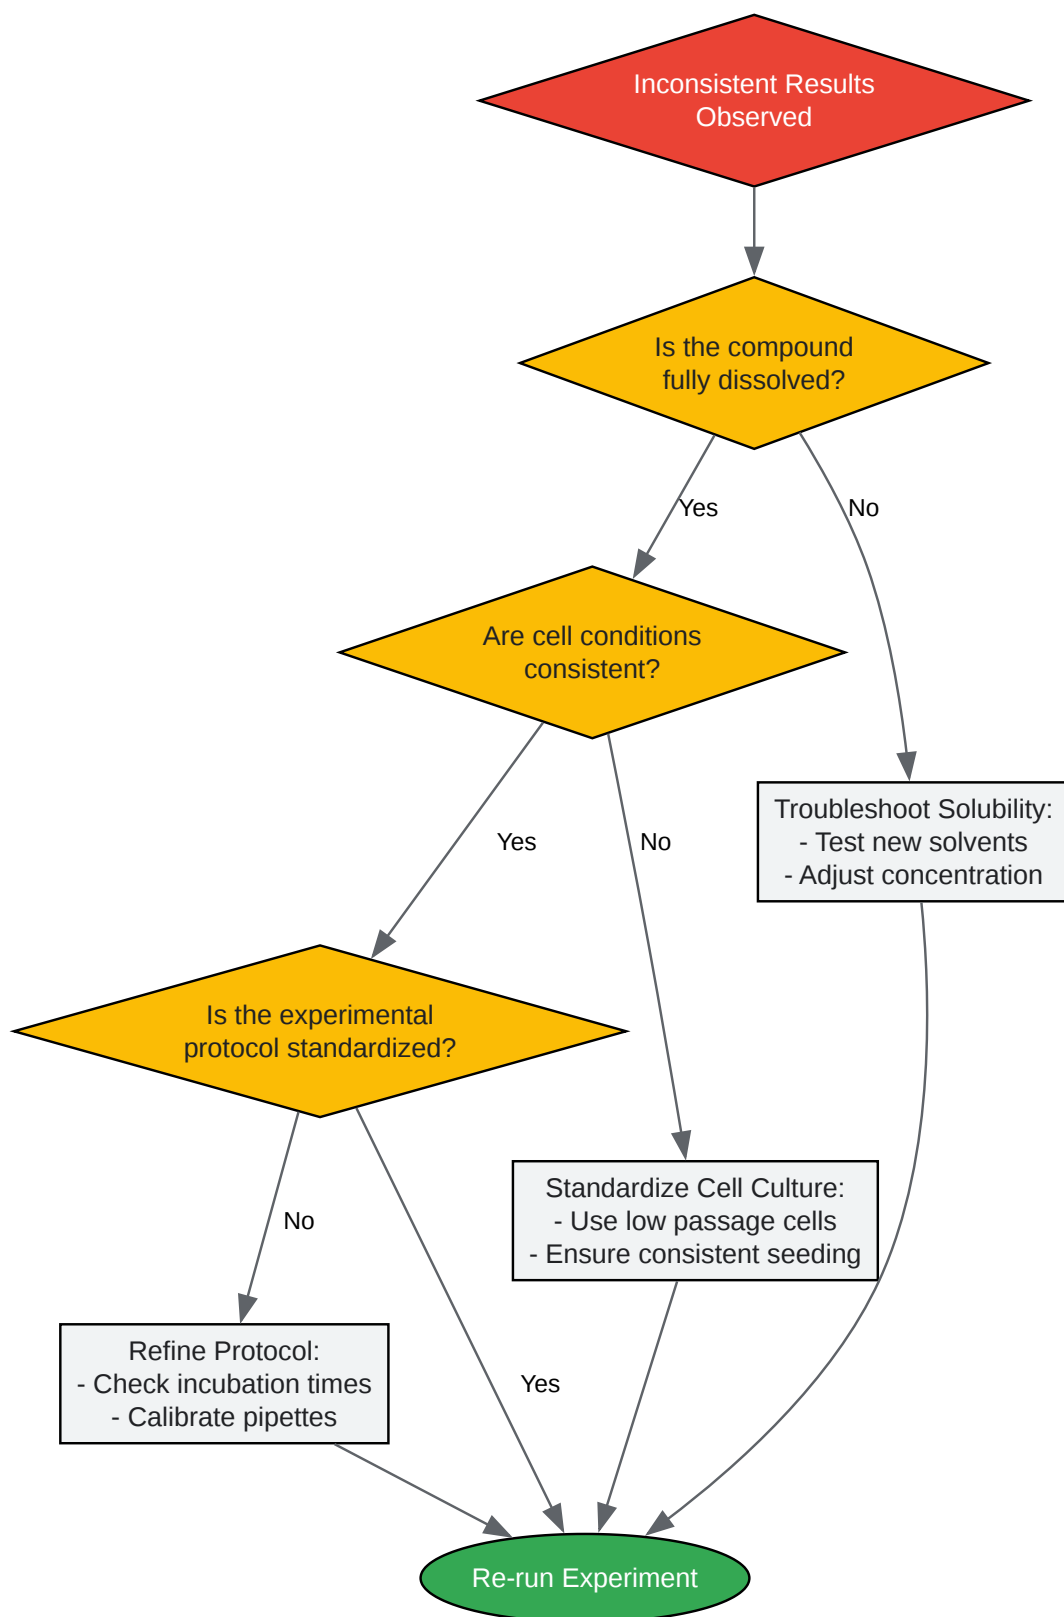 Inconsistent Results
Observed
Is the compound
fully dissolved?
Yes
No
Are cell conditions
consistent?
Troubleshoot Solubility:
- Test new solvents
- Adjust concentration
Yes
No
Is the experimental
protocol standardized?
Standardize Cell Culture:
- Use low passage cells
- Ensure consistent seeding
No
Refine Protocol:
- Check incubation times
- Calibrate pipettes
Yes
Re-run Experiment